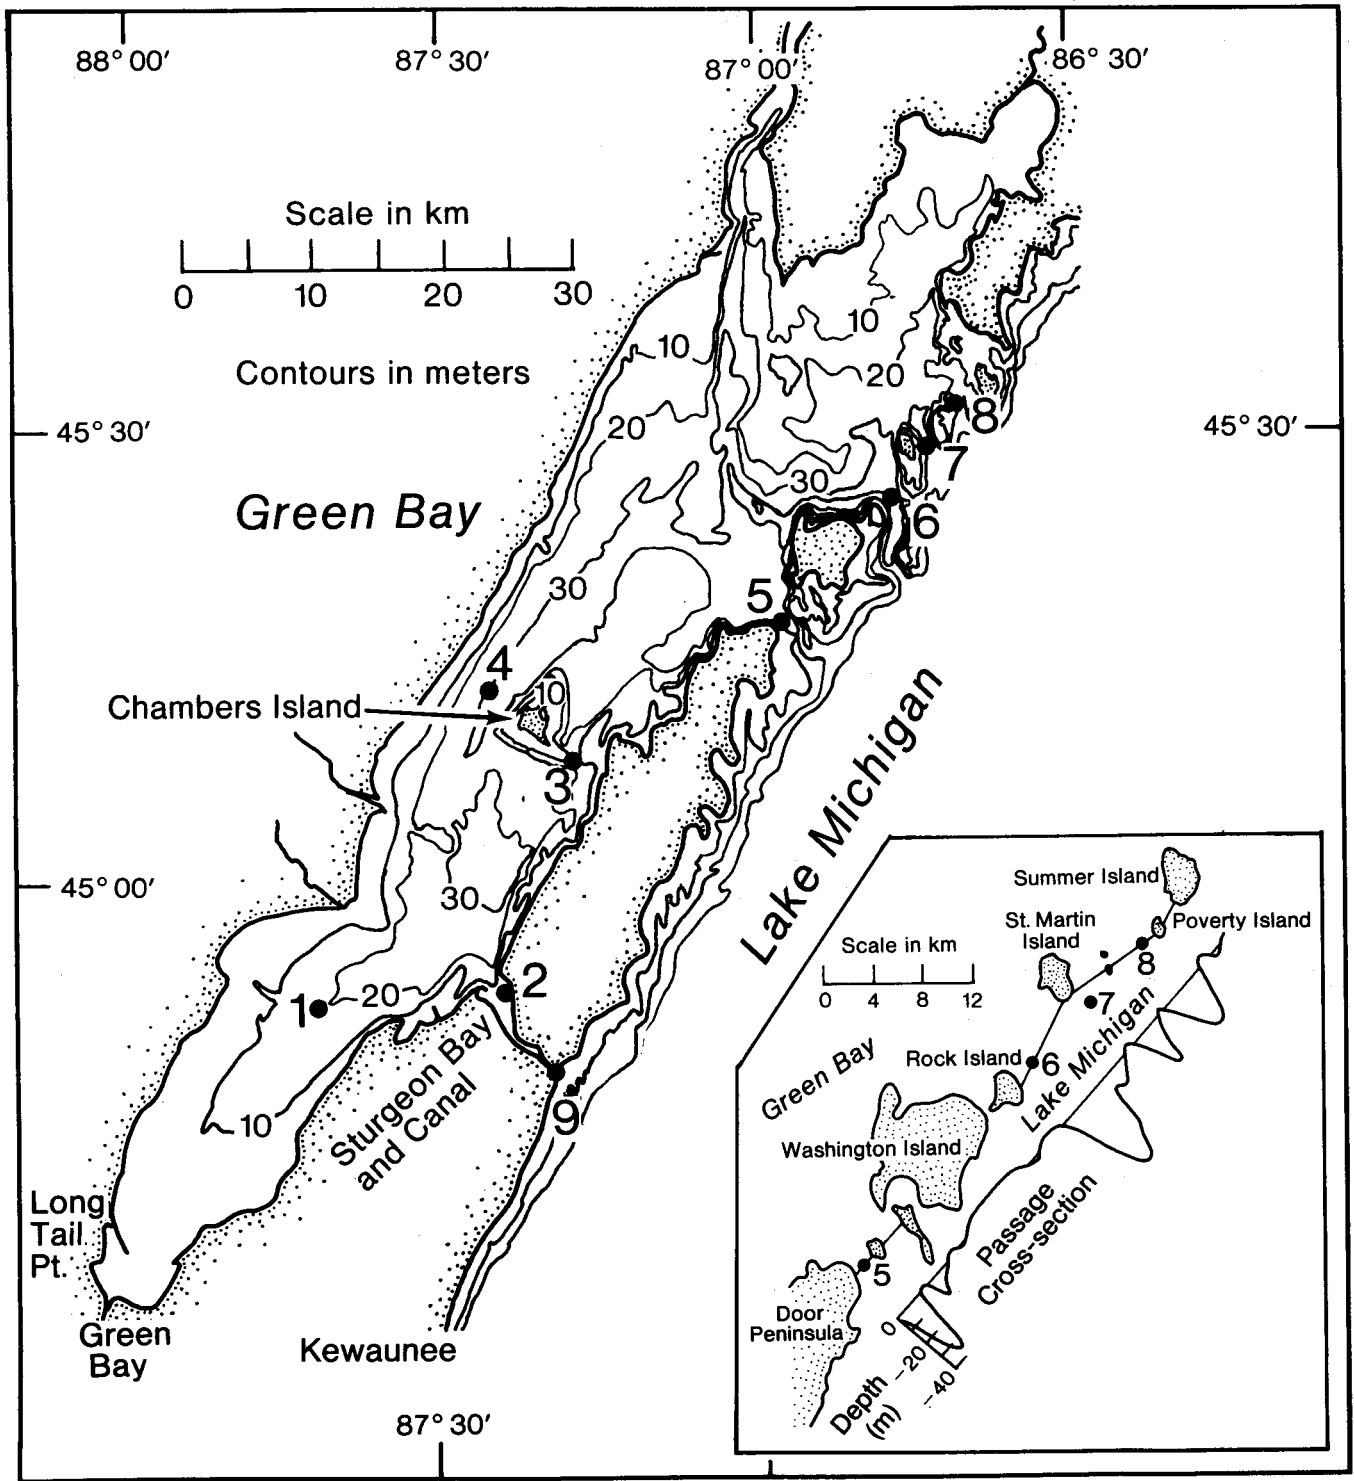 88° 00′
87° 30′
87° 00′
86° 30′
Scale in km
0 10 20 30
Contours in meters
10
10
20
20
8
45° 30′
45° 30′
7
30
Green Bay
6
30
5
4
10
Chambers Island
3
Lake Michigan
45° 00′
30
2
1
20
Sturgeon Bay
and Canal
10
9
Long
Tail
Pt.
Green
Bay
Kewaunee
87° 30′
Summer Island
St. Martin
Island
Poverty Island
Scale in km
0 4 8 12
8
7
Lake Michigan
Green Bay
Rock Island
6
Washington Island
Passage
Cross-section
5
Door
Peninsula
0
−20
−40
Depth
(m)